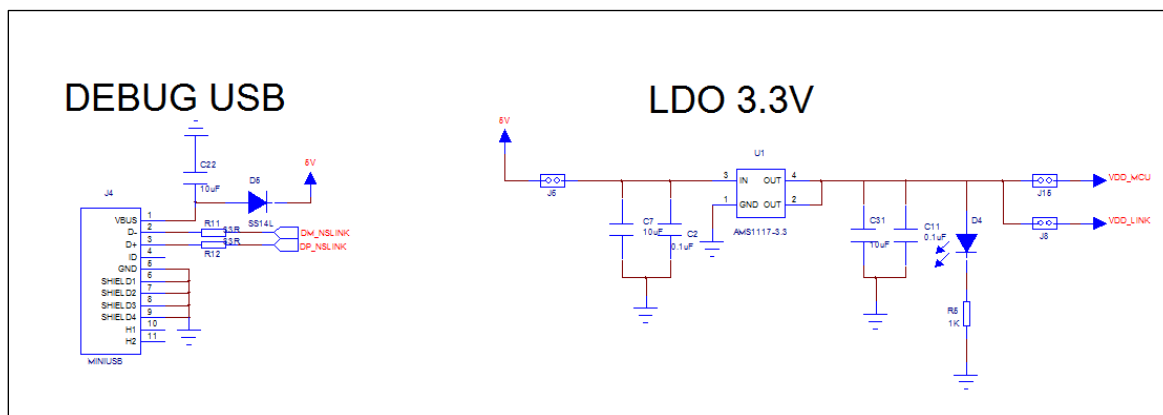 DEBUG USB
C22
10uF
D5
SS14L
5V
J4
VBUS 1
D- 2
D+ 3
ID 4
GND 5
SHIELD1 6
SHIELD2 7
SHIELD3 8
SHIELD4 9
H1 10
H2 11
MINIUSB
R11
33R
R12
DM_NSLINK
DP_NSLINK
LDO 3.3V
5V
J6
C7
10uF
C2
0.1uF
U1
3 IN OUT 4
1 GND OUT 2
AMS1117-3.3
C31
10uF
C11
0.1uF
D4
R5
1K
J15
VDD_MCU
J8
VDD_LINK